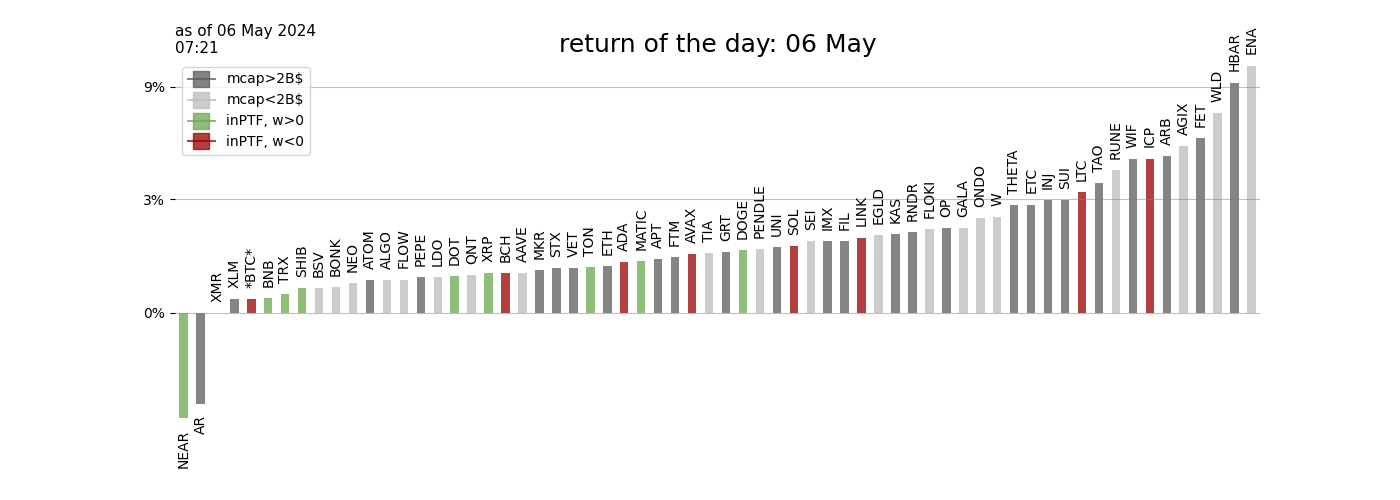 as of 06 May 2024
07:21
return of the day: 06 May
mcap>2B$
mcap<2B$
inPTF, w>0
inPTF, w<0
9%
3%
0%
NEAR
AR
XMR
XLM
*BTC*
BNB
TRX
SHIB
BSV
BONK
NEO
ATOM
ALGO
FLOW
PEPE
LDO
DOT
QNT
XRP
BCH
AAVE
MKR
STX
VET
TON
ETH
ADA
MATIC
APT
FTM
AVAX
TIA
GRT
DOGE
PENDLE
UNI
SOL
SEI
IMX
FIL
LINK
EGLD
KAS
RNDR
FLOKI
OP
GALA
ONDO
W
THETA
ETC
INJ
SUI
LTC
TAO
RUNE
WIF
ICP
ARB
AGIX
FET
WLD
HBAR
ENA